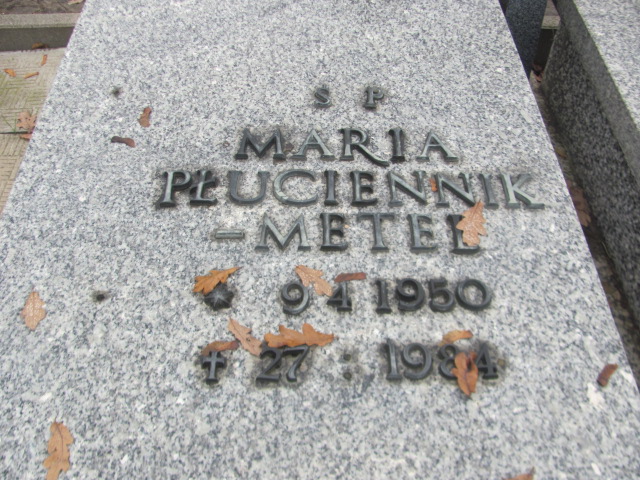 Ś P
MARIA
PŁUCIENNIK
-METEL
* 9 4 1950
✝ 27 1984